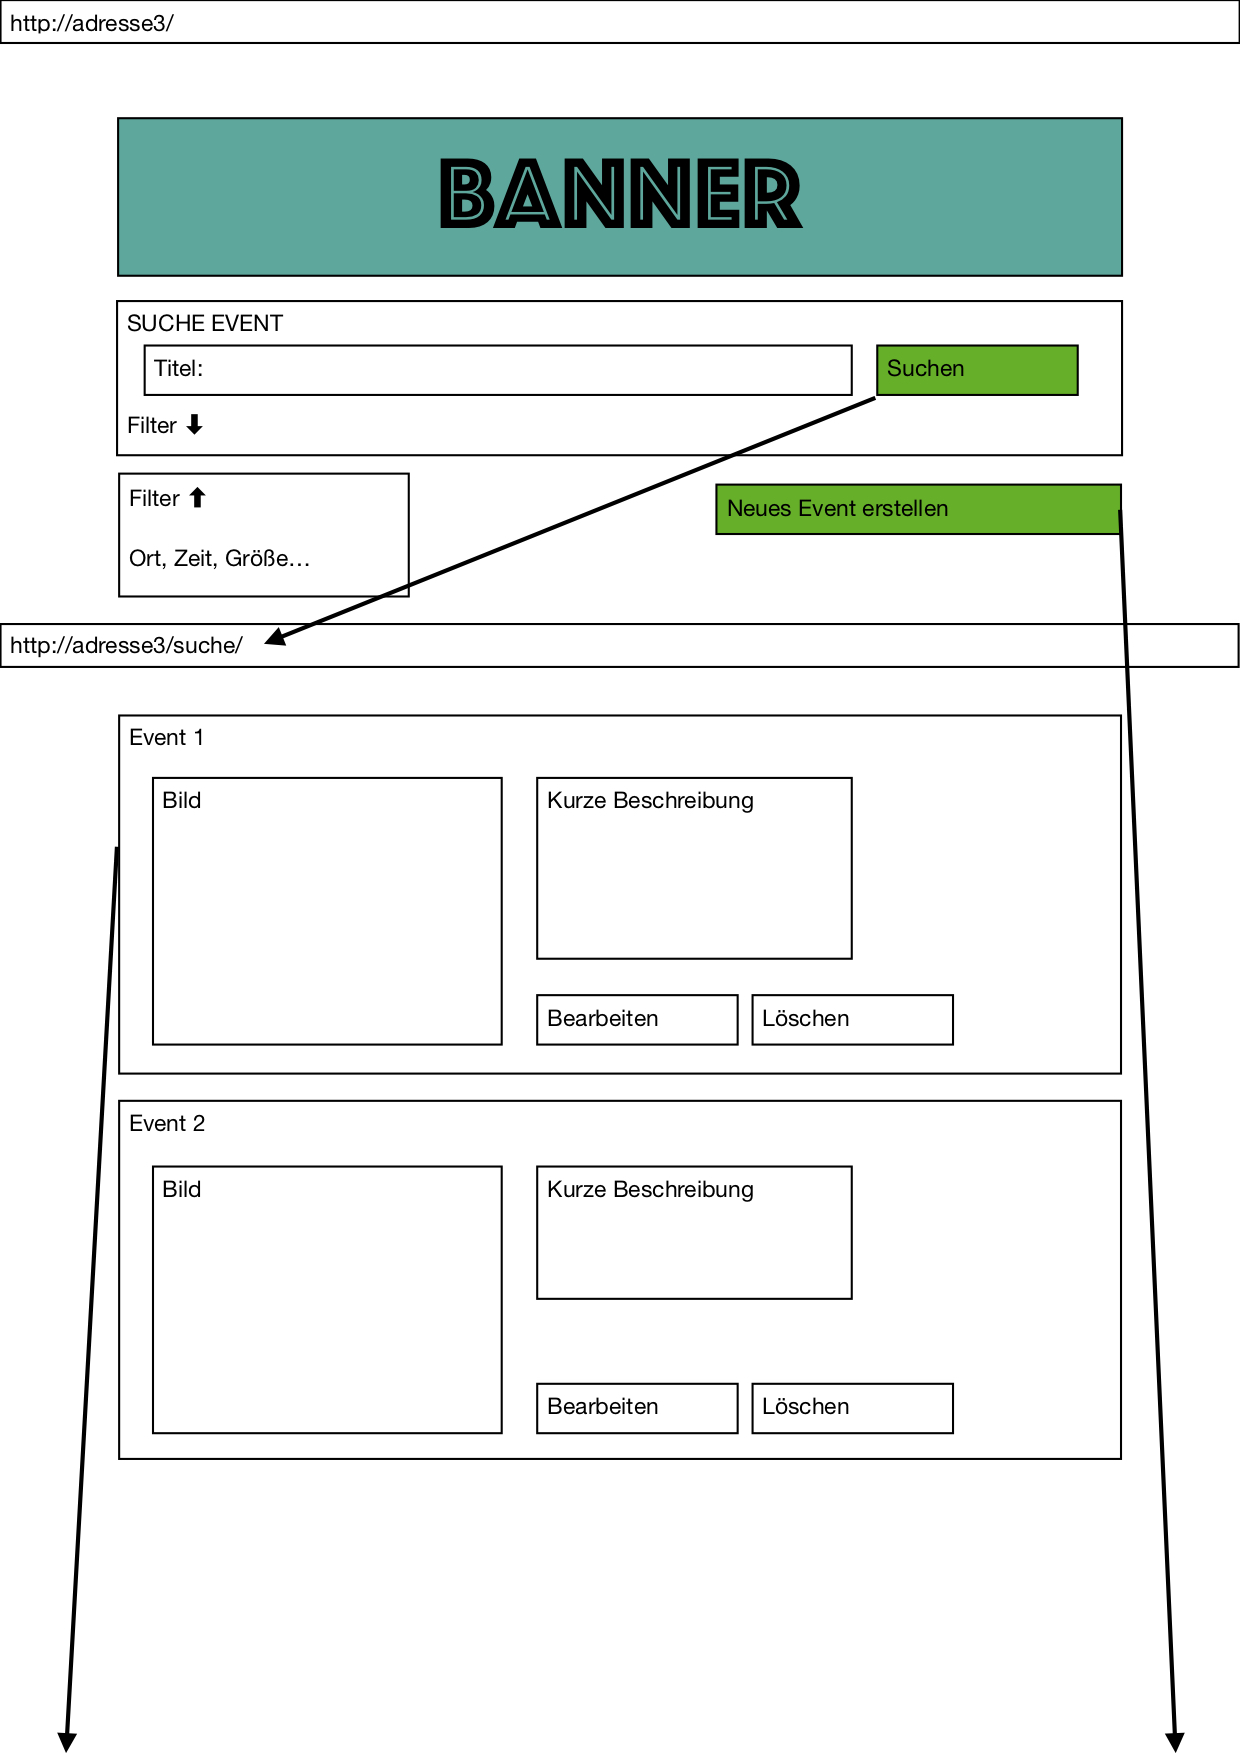 http://adresse3/
BANNER
SUCHE EVENT
Titel:
Suchen
Filter ⬇
Filter ⬆
Ort, Zeit, Größe…
Neues Event erstellen
http://adresse3/suche/
Event 1
Bild
Kurze Beschreibung
Bearbeiten
Löschen
Event 2
Bild
Kurze Beschreibung
Bearbeiten
Löschen